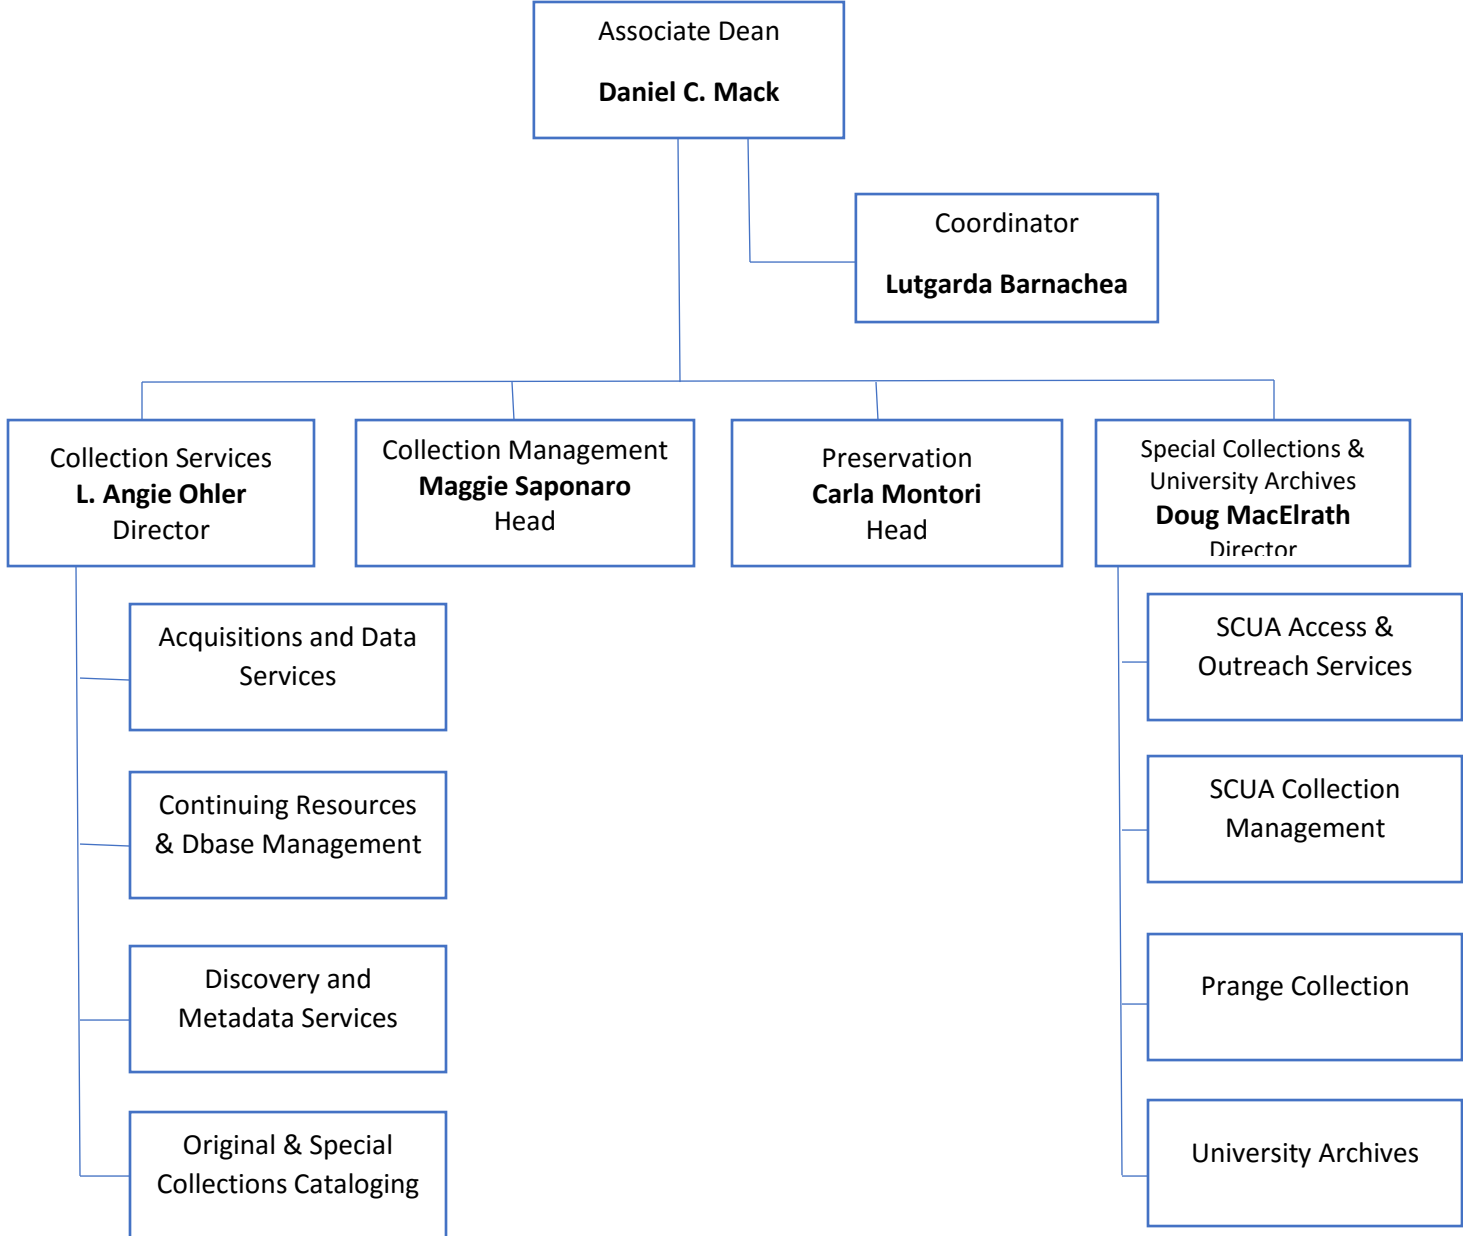 Associate Dean
Daniel C. Mack
Coordinator
Lutgarda Barnachea
Collection Services
L. Angie Ohler
Director
Collection Management
Maggie Saponaro
Head
Preservation
Carla Montori
Head
Special Collections &
University Archives
Doug MacElrath
Director
Acquisitions and Data
Services
Continuing Resources
& Dbase Management
Discovery and
Metadata Services
Original & Special
Collections Cataloging
SCUA Access &
Outreach Services
SCUA Collection
Management
Prange Collection
University Archives